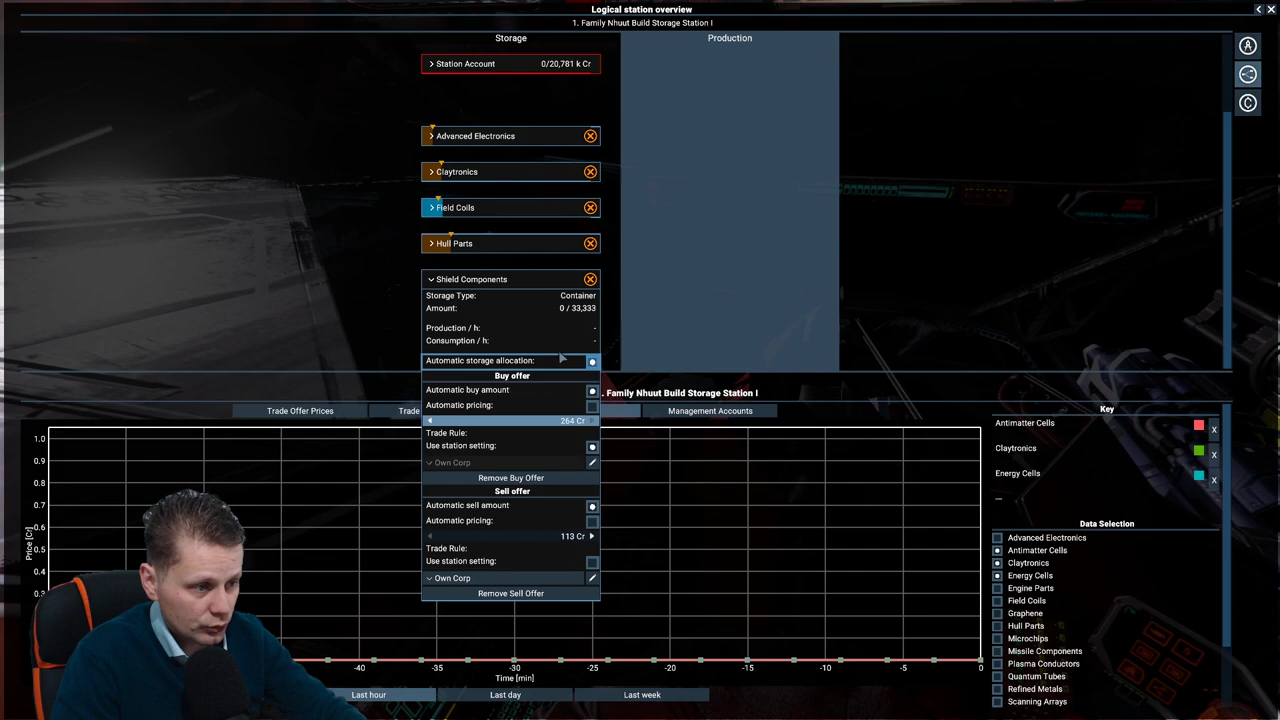 Logical station overview
1. Family Nhuut Build Storage Station I
Storage
Production
Station Account 0/20,781 k Cr
Advanced Electronics
Claytronics
Field Coils
Hull Parts
Shield Components
Storage Type: Container
Amount: 0 / 33,333
Production / h: -
Consumption / h: -
Automatic storage allocation:
Buy offer
Automatic buy amount
Automatic pricing:
264 Cr
Trade Rule:
Use station setting:
Own Corp
Remove Buy Offer
Sell offer
Automatic sell amount
Automatic pricing:
113 Cr
Trade Rule:
Use station setting:
Own Corp
Remove Sell Offer
. Family Nhuut Build Storage Station I
Trade Offer Prices
Trade
Management Accounts
Price [Cr]
1.0
0.9
0.8
0.7
0.6
0.5
0.4
0.3
-40
-35
-30
-25
-20
-15
-10
-5
0
Time [min]
Last hour
Last day
Last week
Key
Antimatter Cells X
Claytronics X
Energy Cells X
Data Selection
Advanced Electronics
Antimatter Cells
Claytronics
Energy Cells
Engine Parts
Field Coils
Graphene
Hull Parts
Microchips
Missile Components
Plasma Conductors
Quantum Tubes
Refined Metals
Scanning Arrays